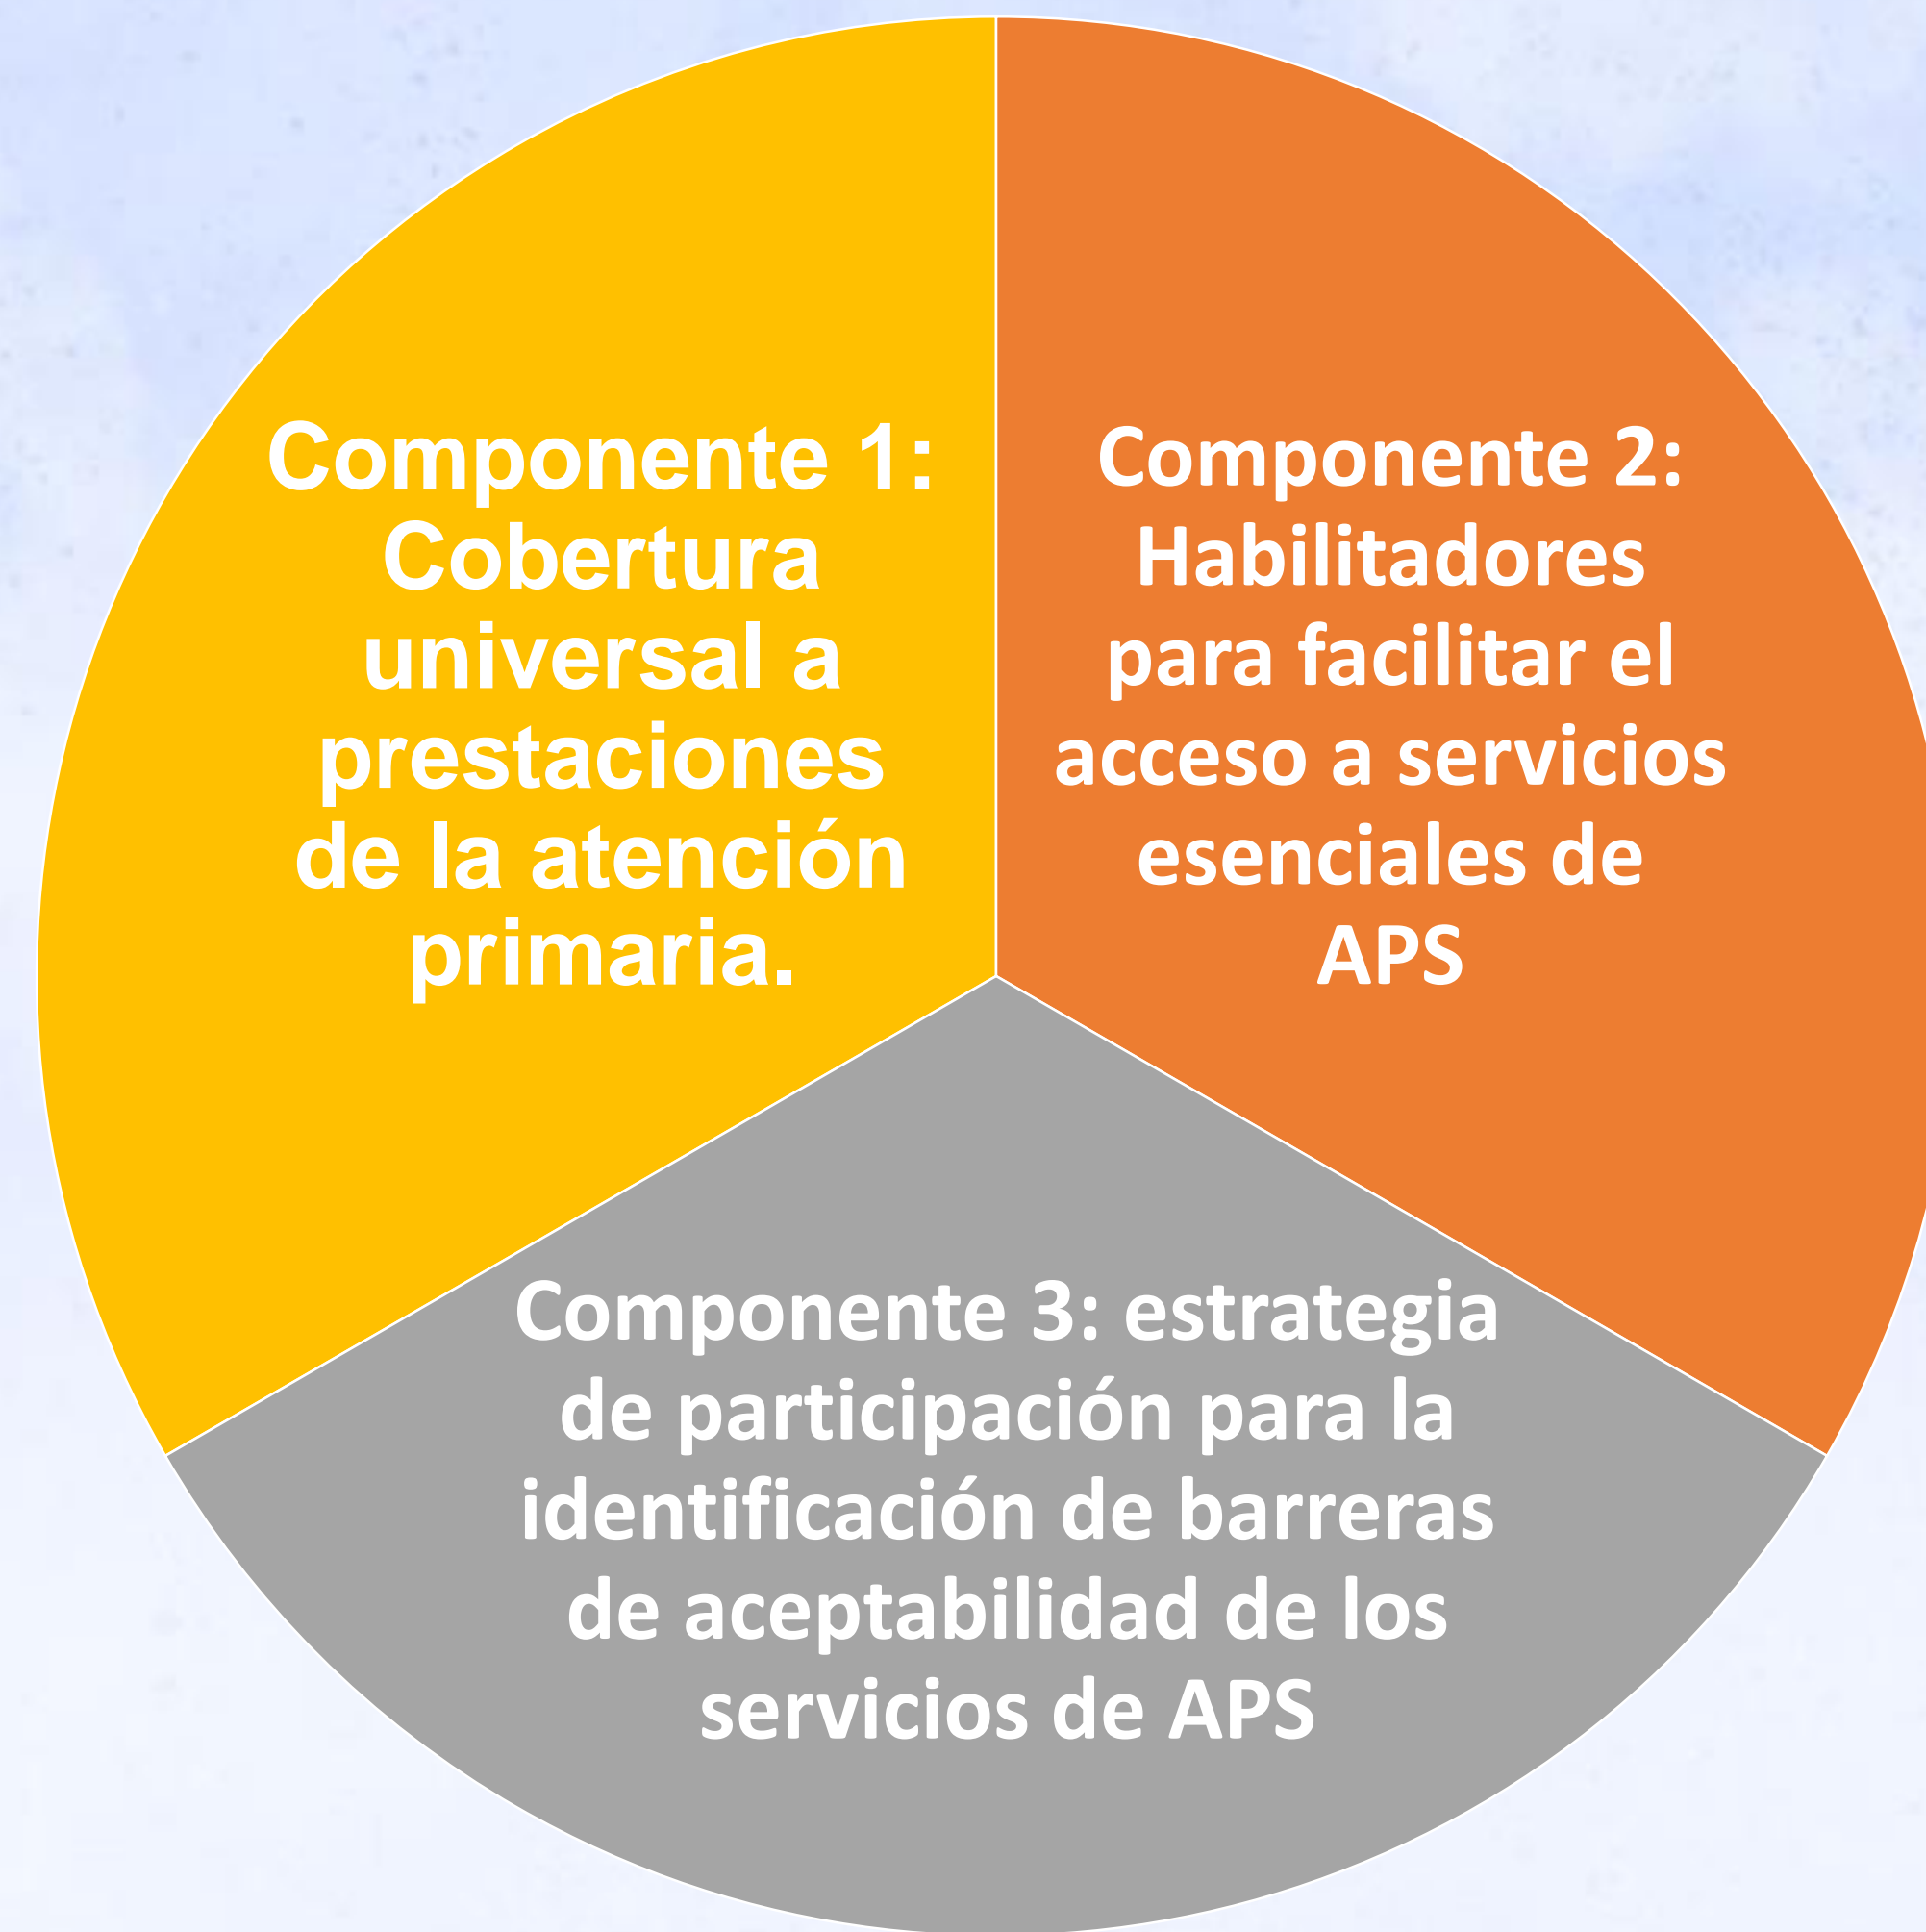 Componente 1:
Cobertura
universal a
prestaciones
de la atención
primaria.
Componente 2:
Habilitadores
para facilitar el
acceso a servicios
esenciales de
APS
Componente 3: estrategia
de participación para la
identificación de barreras
de aceptabilidad de los
servicios de APS